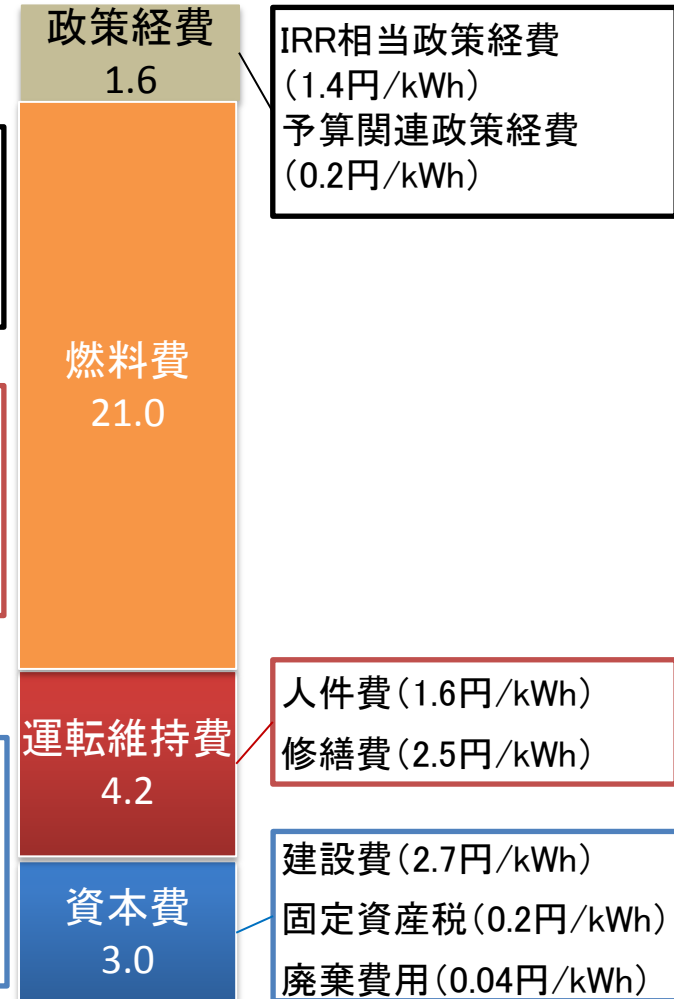 政策経費
1.6
IRR相当政策経費
(1.4円/kWh)
予算関連政策経費
(0.2円/kWh)
燃料費
21.0
運転維持費
4.2
人件費(1.6円/kWh)
修繕費(2.5円/kWh)
資本費
3.0
建設費(2.7円/kWh)
固定資産税(0.2円/kWh)
廃棄費用(0.04円/kWh)